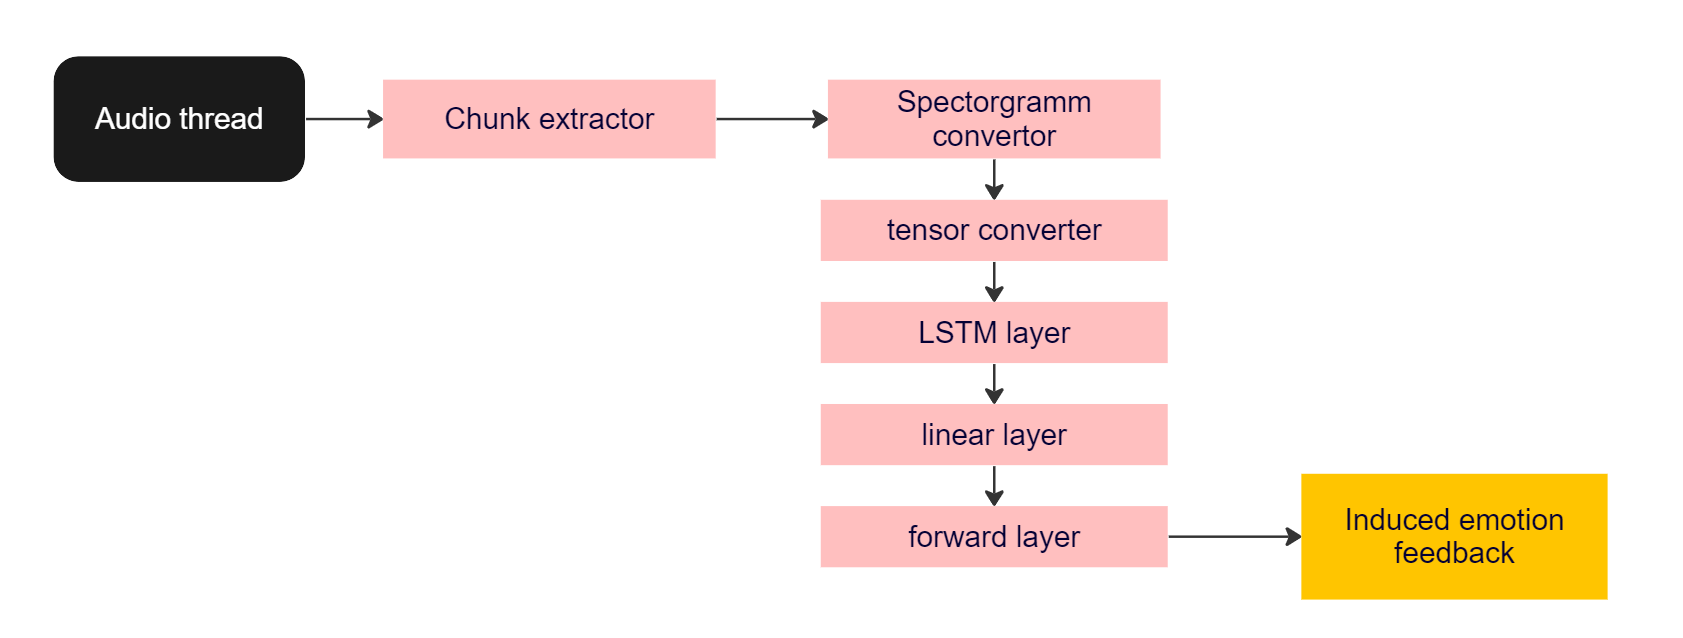 Audio thread
Chunk extractor
Spectorgramm
convertor
tensor converter
LSTM layer
linear layer
forward layer
Induced emotion
feedback